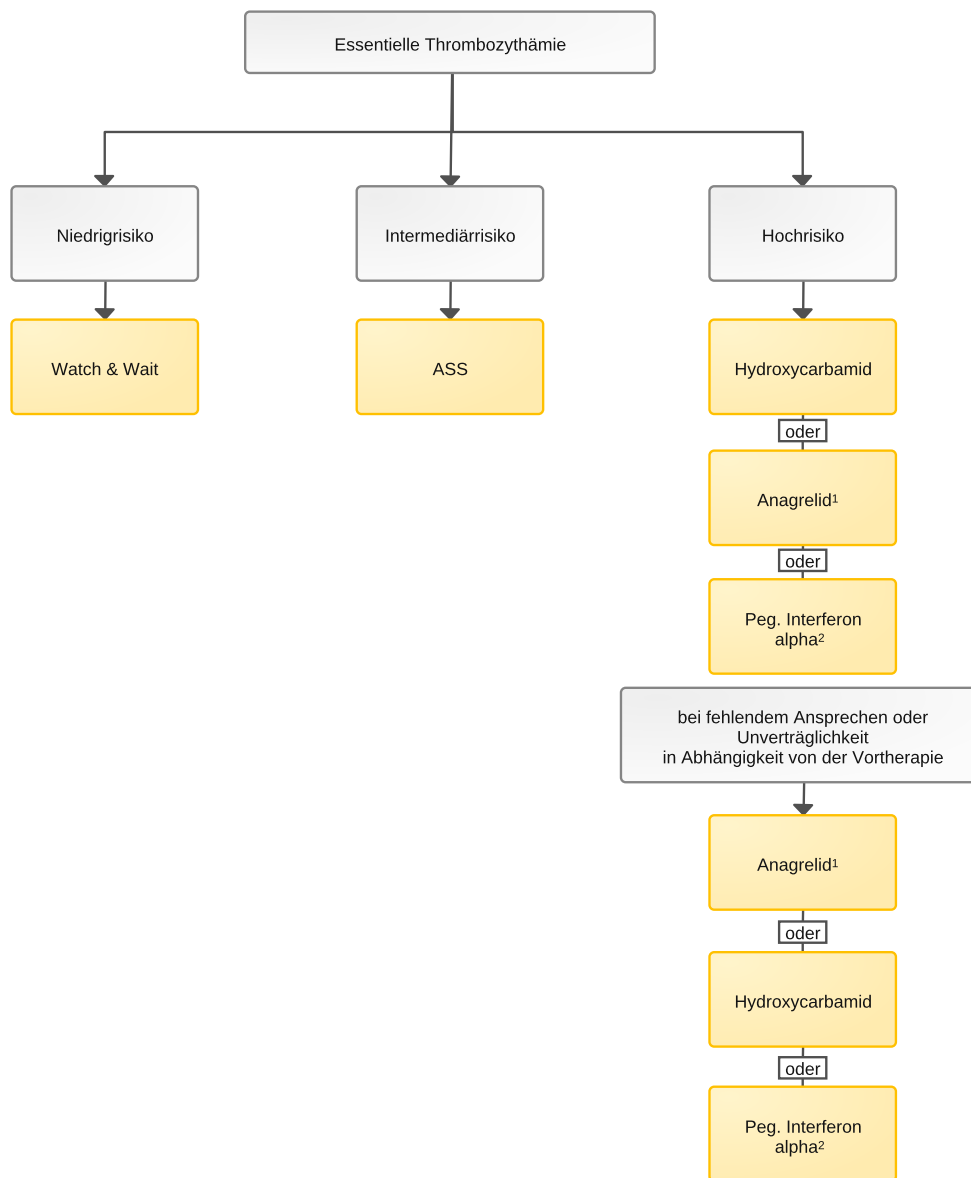 Essentielle Thrombozythämie
Niedrigrisiko
Intermediärrisiko
Hochrisiko
Watch & Wait
ASS
Hydroxycarbamid
oder
Anagrelid¹
oder
Peg. Interferon
alpha²
bei fehlendem Ansprechen oder
Unverträglichkeit
in Abhängigkeit von der Vortherapie
Anagrelid¹
oder
Hydroxycarbamid
oder
Peg. Interferon
alpha²